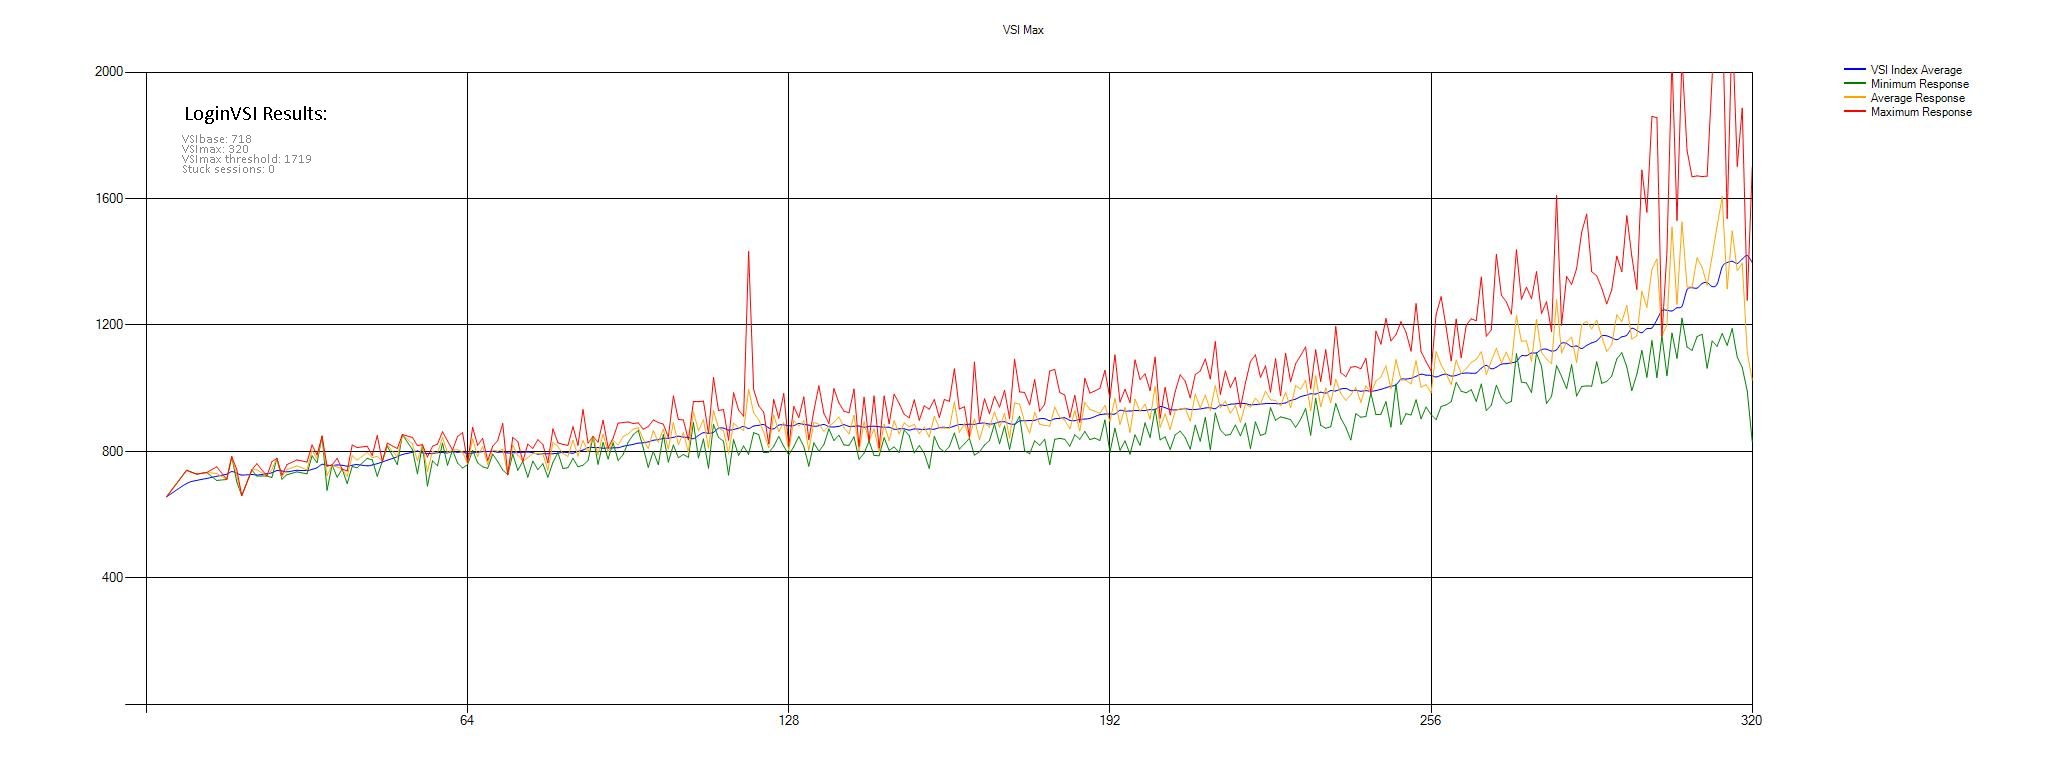 VSI Max
2000
1600
1200
800
400
64
128
192
256
320
LoginVSI Results:
VSIbase: 718
VSImax: 320
VSImax threshold: 1719
Stuck sessions: 0
VSI Index Average
Minimum Response
Average Response
Maximum Response